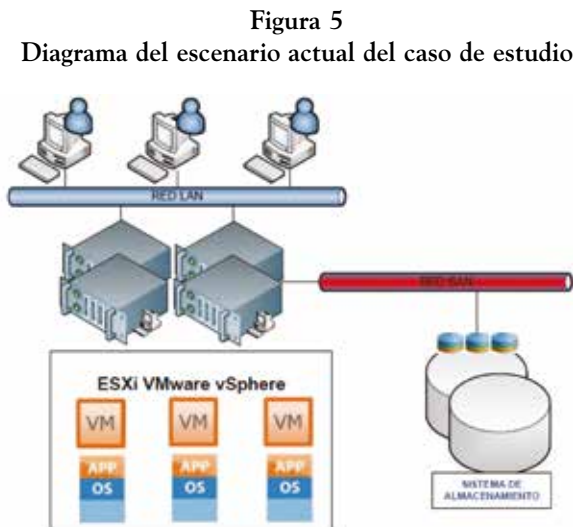 Figura 5
Diagrama del escenario actual del caso de estudio
RED LAN
RED SAN
ESXi VMware vSphere
VM VM VM
APP APP APP
OS OS OS
SISTEMA DE
ALMACENAMIENTO